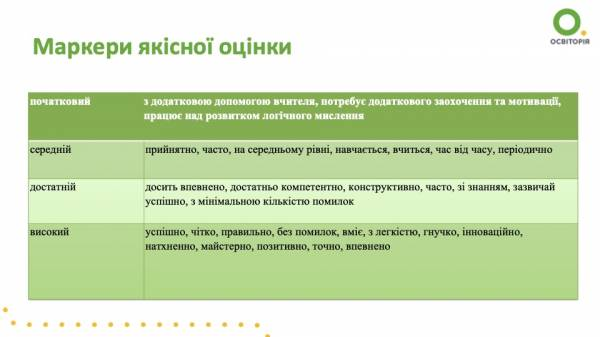 ОСВІТОРІЯ
Маркери якісної оцінки
початковий з додатковою допомогою вчителя, потребує додаткового заохочення та мотивації,
працює над розвитком логічного мислення
середній прийнятно, часто, на середньому рівні, навчається, вчиться, час від часу, періодично
достатній досить впевнено, достатньо компетентно, конструктивно, часто, зі знанням, зазвичай
успішно, з мінімальною кількістю помилок
високий успішно, чітко, правильно, без помилок, вміє, з легкістю, гнучко, інноваційно,
натхненно, майстерно, позитивно, точно, впевнено